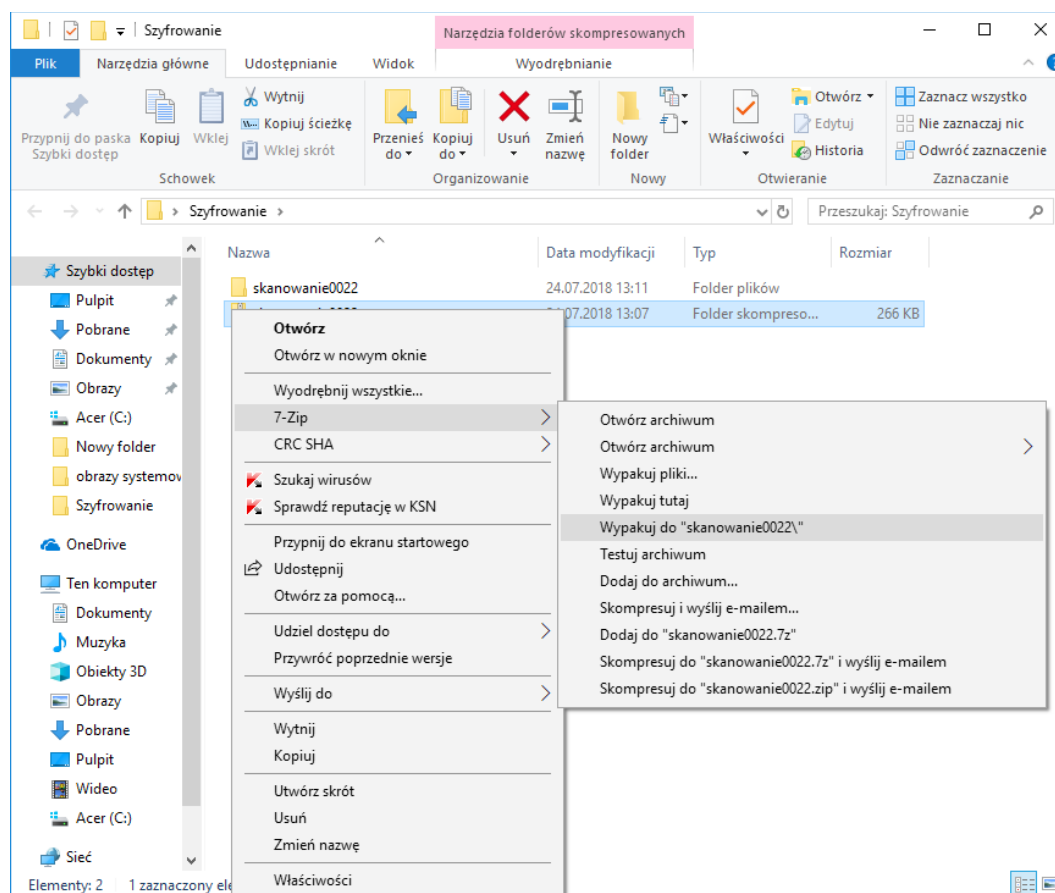 Szyfrowanie
Narzędzia folderów skompresowanych
Plik
Narzędzia główne
Udostępnianie
Widok
Wyodrębnianie
Przypnij do paska
Szybki dostęp
Kopiuj
Wklej
Wytnij
Kopiuj ścieżkę
Wklej skrót
Schowek
Przenieś
do
Kopiuj
do
Usuń
Zmień
nazwę
Organizowanie
Nowy
folder
Nowy
Właściwości
Otwórz
Edytuj
Historia
Otwieranie
Zaznacz wszystko
Nie zaznaczaj nic
Odwróć zaznaczenie
Zaznaczanie
Szyfrowanie
Przeszukaj: Szyfrowanie
Szybki dostęp
Pulpit
Pobrane
Dokumenty
Obrazy
Acer (C:)
Nowy folder
obrazy systemow
Szyfrowanie
OneDrive
Ten komputer
Dokumenty
Muzyka
Obiekty 3D
Obrazy
Pobrane
Pulpit
Wideo
Acer (C:)
Sieć
Nazwa Data modyfikacji Typ Rozmiar
skanowanie0022 24.07.2018 13:11 Folder plików
07.2018 13:07 Folder skompreso... 266 KB
Otwórz
Otwórz w nowym oknie
Wyodrębnij wszystkie...
7-Zip
CRC SHA
Szukaj wirusów
Sprawdź reputację w KSN
Przypnij do ekranu startowego
Udostępnij
Otwórz za pomocą...
Udziel dostępu do
Przywróć poprzednie wersje
Wyślij do
Wytnij
Kopiuj
Utwórz skrót
Usuń
Zmień nazwę
Właściwości
Otwórz archiwum
Otwórz archiwum
Wypakuj pliki...
Wypakuj tutaj
Wypakuj do "skanowanie0022\"
Testuj archiwum
Dodaj do archiwum...
Skompresuj i wyślij e-mailem...
Dodaj do "skanowanie0022.7z"
Skompresuj do "skanowanie0022.7z" i wyślij e-mailem
Skompresuj do "skanowanie0022.zip" i wyślij e-mailem
Elementy: 2 1 zaznaczony ele